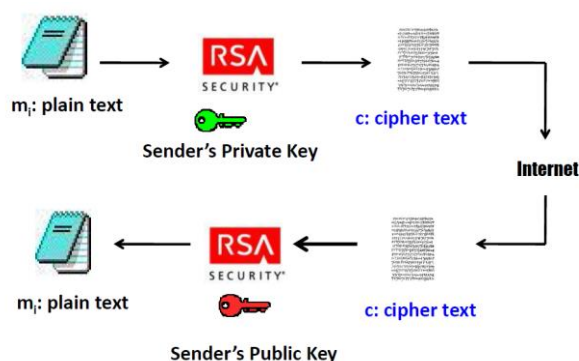 RSA
SECURITY®
mi: plain text
c: cipher text
Sender's Private Key
Internet
RSA
SECURITY®
mi: plain text
c: cipher text
Sender's Public Key